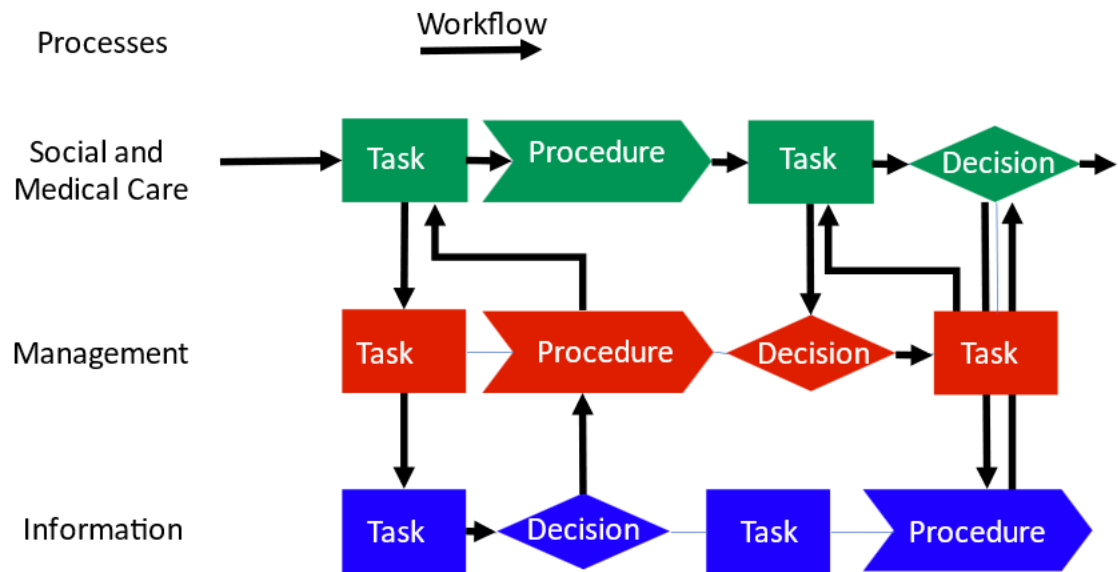 Processes
Workflow
Social and
Medical Care
Task
Procedure
Task
Decision
Management
Task
Procedure
Decision
Task
Information
Task
Decision
Task
Procedure